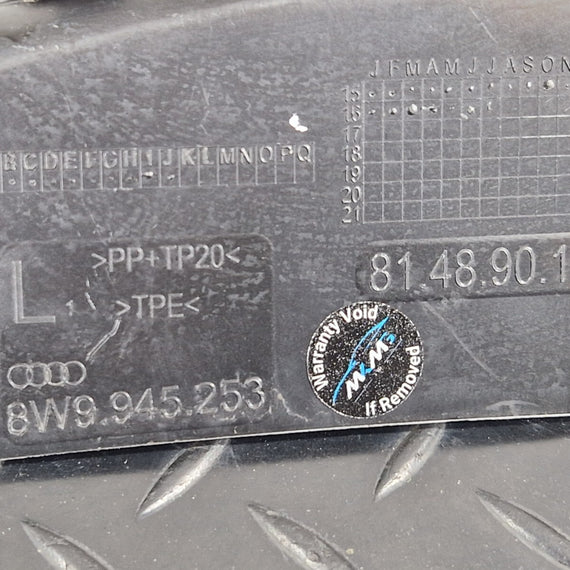 J F M A M J J A S O N
15
16
17
18
19
20
21
B C D E F G H I J K L M N O P Q
L
>PP+TP20<
>TPE<
81.48.90.1
8W9.945.253
Warranty Void
MKM3
If Removed